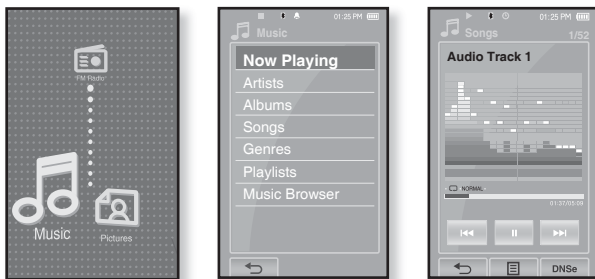 FM Radio
Music
Pictures
01:25 PM
Music
Now Playing
Artists
Albums
Songs
Genres
Playlists
Music Browser
01:25 PM
Songs
1/52
Audio Track 1
NORMAL
01:37/05:09
DNSe